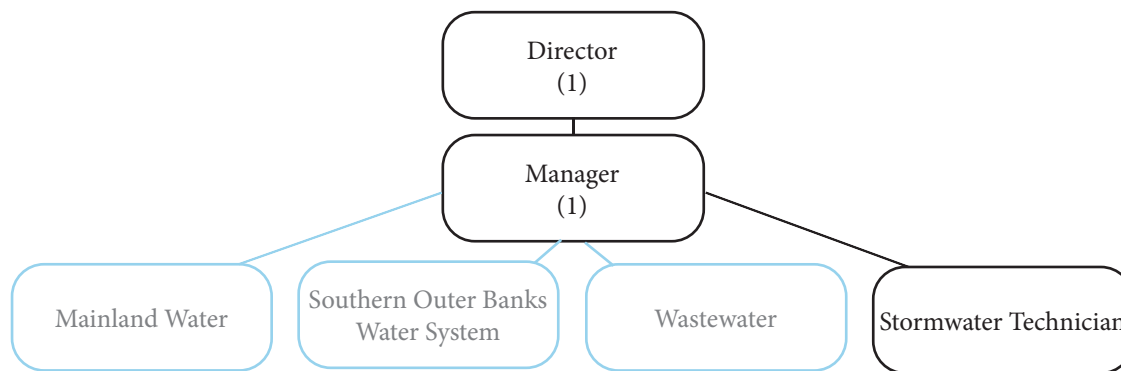 Director
(1)
Manager
(1)
Mainland Water
Southern Outer Banks
Water System
Wastewater
Stormwater Technician